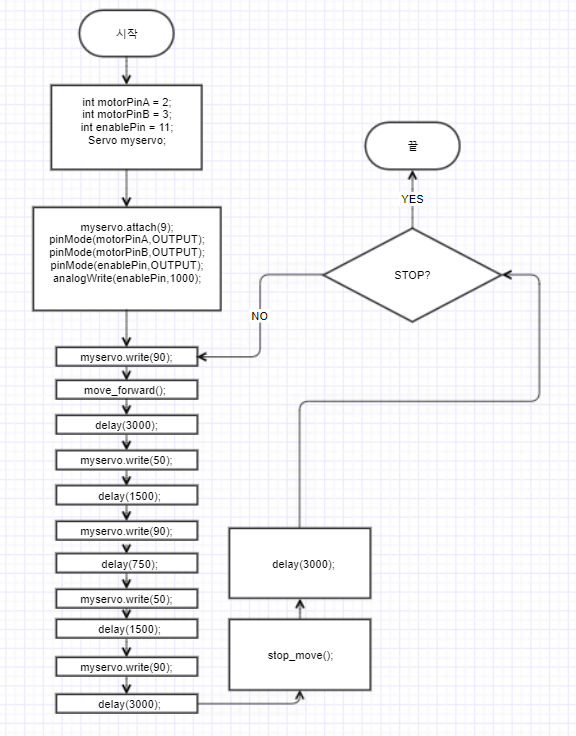 시작
int motorPinA = 2;
int motorPinB = 3;
int enablePin = 11;
Servo myservo;
myservo.attach(9);
pinMode(motorPinA,OUTPUT);
pinMode(motorPinB,OUTPUT);
pinMode(enablePin,OUTPUT);
analogWrite(enablePin,1000);
myservo.write(90);
move_forward();
delay(3000);
myservo.write(50);
delay(1500);
myservo.write(90);
delay(750);
myservo.write(50);
delay(1500);
myservo.write(90);
delay(3000);
stop_move();
delay(3000);
STOP?
NO
YES
끝